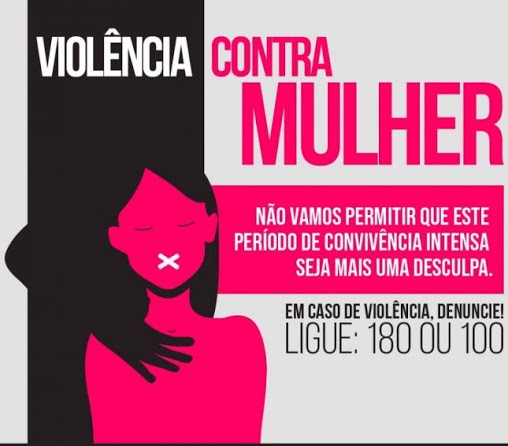 VIOLÊNCIA CONTRA
MULHER
NÃO VAMOS PERMITIR QUE ESTE
PERÍODO DE CONVIVÊNCIA INTENSA
SEJA MAIS UMA DESCULPA.
EM CASO DE VIOLÊNCIA, DENUNCIE!
LIGUE: 180 OU 100